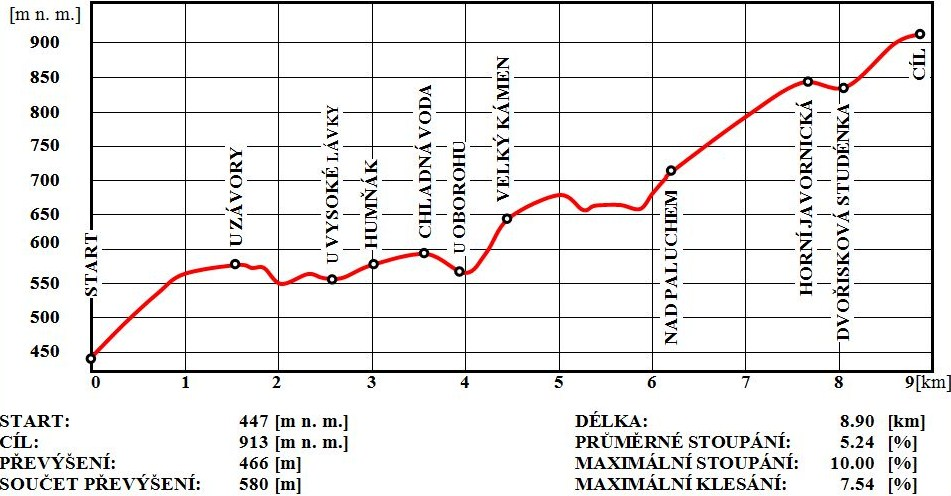 [m n. m.]
900
850
800
750
700
650
600
550
500
450
START
U ZÁVORY
U VYSOKÉ LÁVKY
HUMŇÁK
CHLADNÁ VODA
U OBOROHU
VELKÝ KÁMEN
NAD PALUCHEM
HORNÍ JAVORNICKÁ
DVOŘISKOVÁ STUDÉNKA
CÍL
0 1 2 3 4 5 6 7 8 9 [km]
START: 447 [m n. m.]
CÍL: 913 [m n. m.]
PŘEVÝŠENÍ: 466 [m]
SOUČET PŘEVÝŠENÍ: 580 [m]
DÉLKA: 8.90 [km]
PRŮMĚRNÉ STOUPÁNÍ: 5.24 [%]
MAXIMÁLNÍ STOUPÁNÍ: 10.00 [%]
MAXIMÁLNÍ KLESÁNÍ: 7.54 [%]